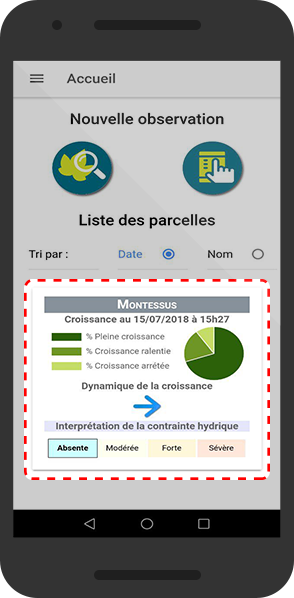 Accueil
Nouvelle observation
Liste des parcelles
Tri par : Date Nom
MONTESSUS
Croissance au 15/07/2018 à 15h27
% Pleine croissance
% Croissance ralentie
% Croissance arrêtée
Dynamique de la croissance
Interprétation de la contrainte hydrique
Absente Modérée Forte Sévère